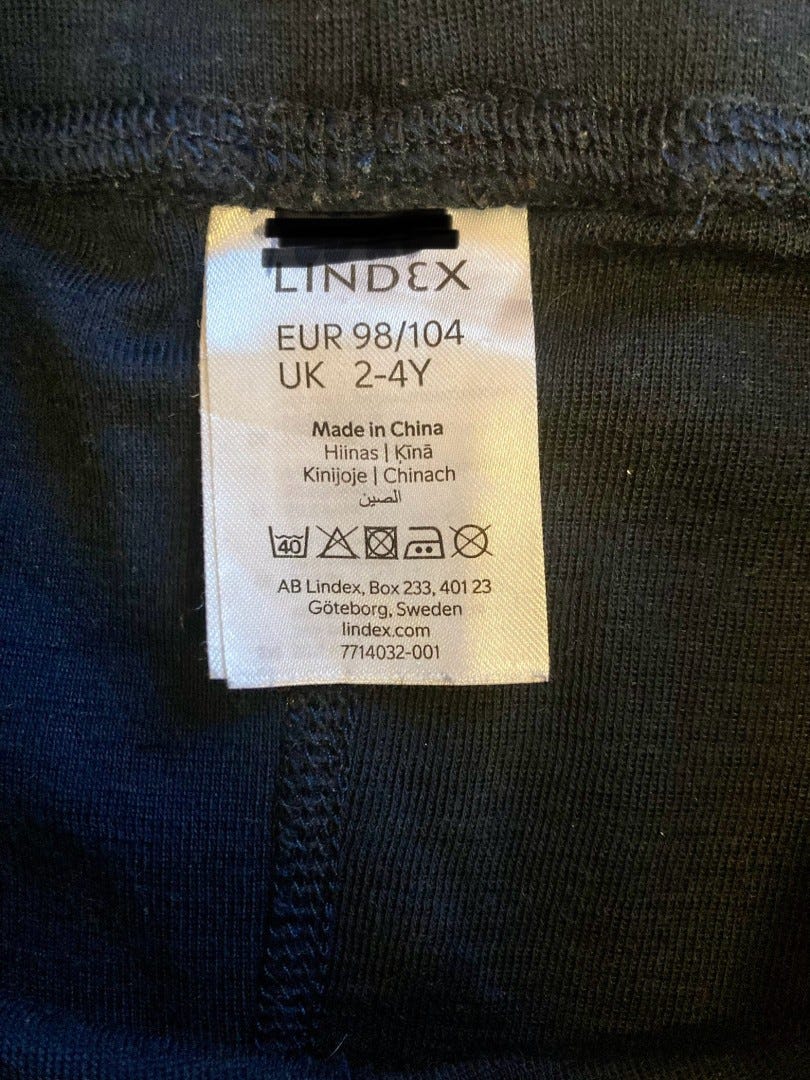 LINDEX
EUR 98/104
UK 2-4Y
Made in China
Hiinas | Ķīnā
Kinijoje | Chinach
الصين
40
AB Lindex, Box 233, 401 23
Göteborg, Sweden
lindex.com
7714032-001